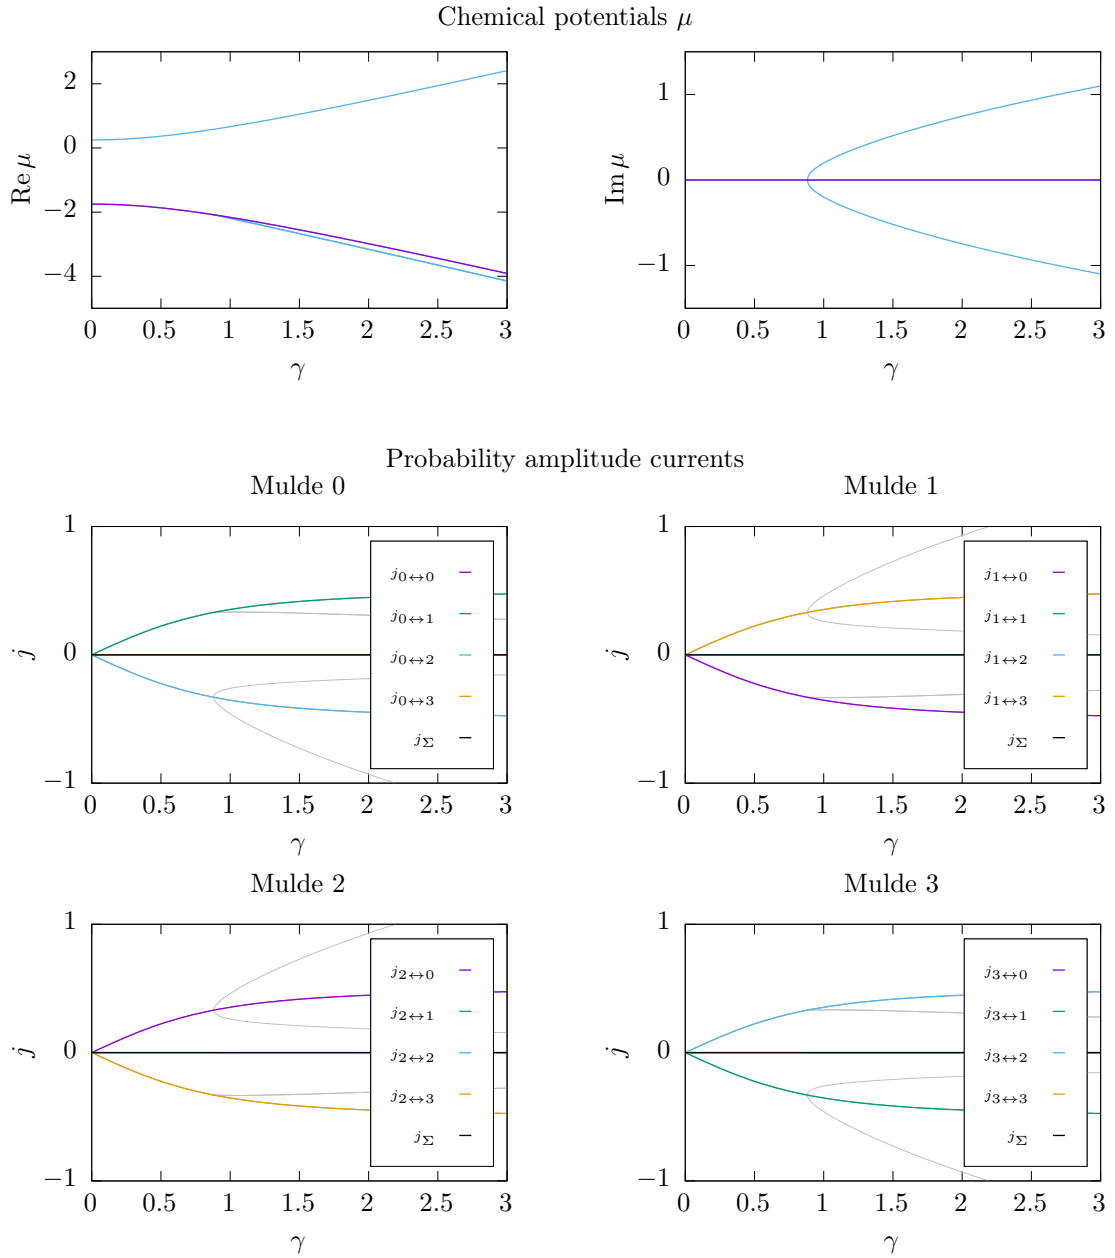 Chemical potentials μ
Re μ
2
0
−2
−4
0 0.5 1 1.5 2 2.5 3
γ
Im μ
1
0
−1
0 0.5 1 1.5 2 2.5 3
γ
Probability amplitude currents
Mulde 0
j
1
0
−1
j0↔0
j0↔1
j0↔2
j0↔3
jΣ
0 0.5 1 1.5 2 2.5 3
γ
Mulde 1
j
1
0
−1
j1↔0
j1↔1
j1↔2
j1↔3
jΣ
0 0.5 1 1.5 2 2.5 3
γ
Mulde 2
j
1
0
−1
j2↔0
j2↔1
j2↔2
j2↔3
jΣ
0 0.5 1 1.5 2 2.5 3
γ
Mulde 3
j
1
0
−1
j3↔0
j3↔1
j3↔2
j3↔3
jΣ
0 0.5 1 1.5 2 2.5 3
γ